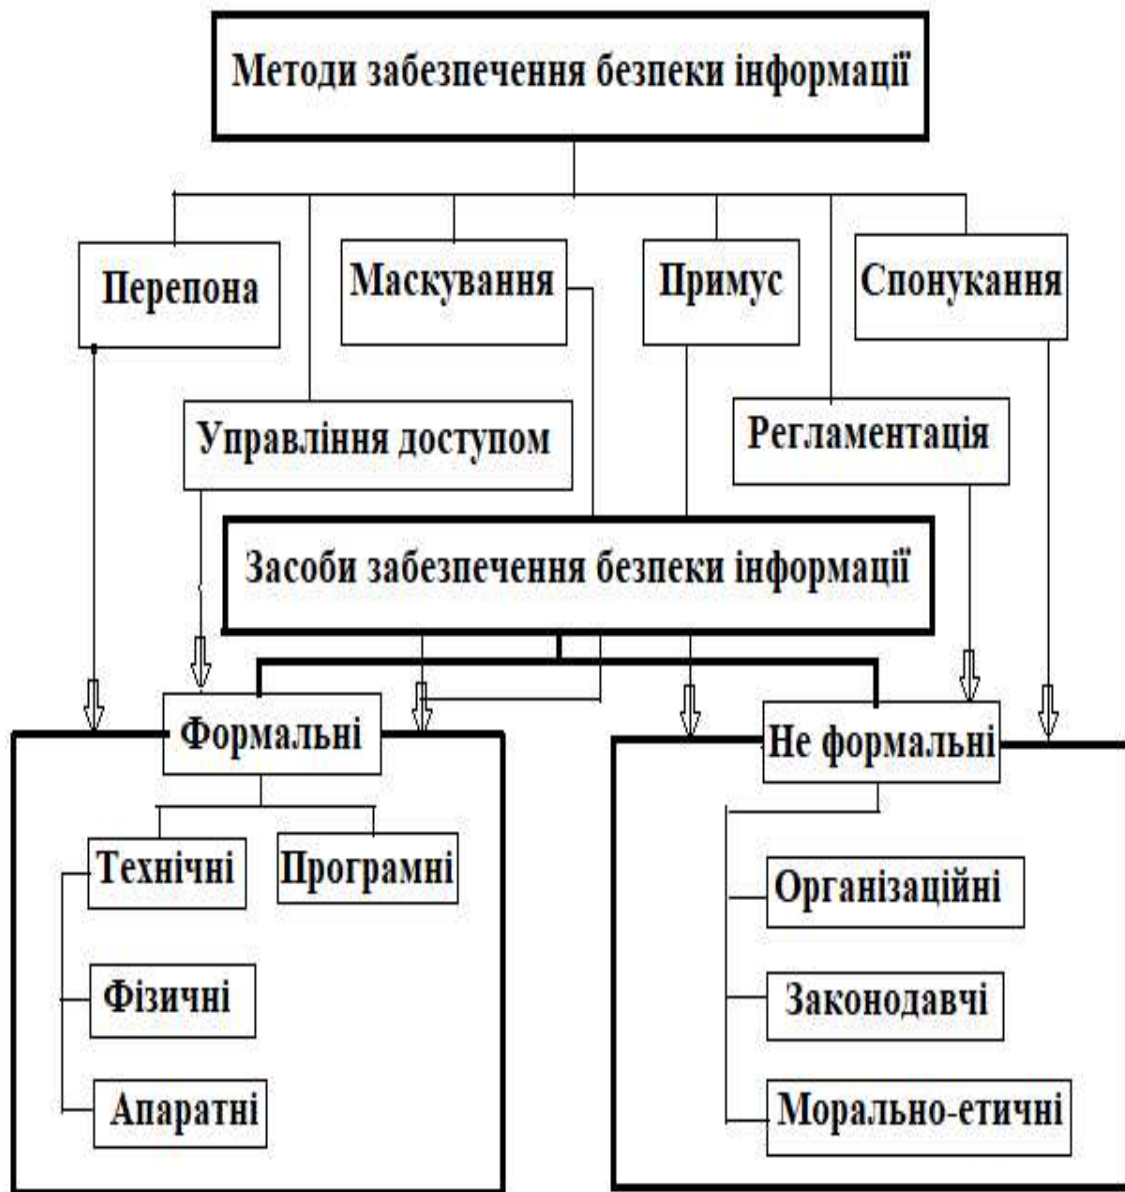 Методи забезпечення безпеки інформації
Перепона
Маскування
Примус
Спонукання
Управління доступом
Регламентація
Засоби забезпечення безпеки інформації
Формальні
Не формальні
Технічні
Програмні
Фізичні
Апаратні
Організаційні
Законодавчі
Морально-етичні